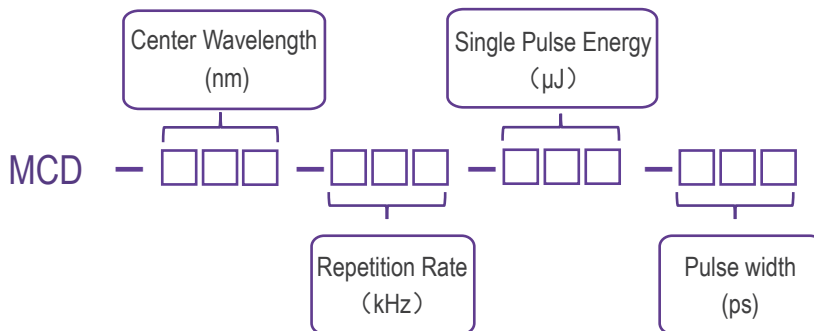 Center Wavelength
(nm)
Single Pulse Energy
（μJ）
MCD – □□□ – □□□ – □□□ – □□□
Repetition Rate
（kHz）
Pulse width
(ps)